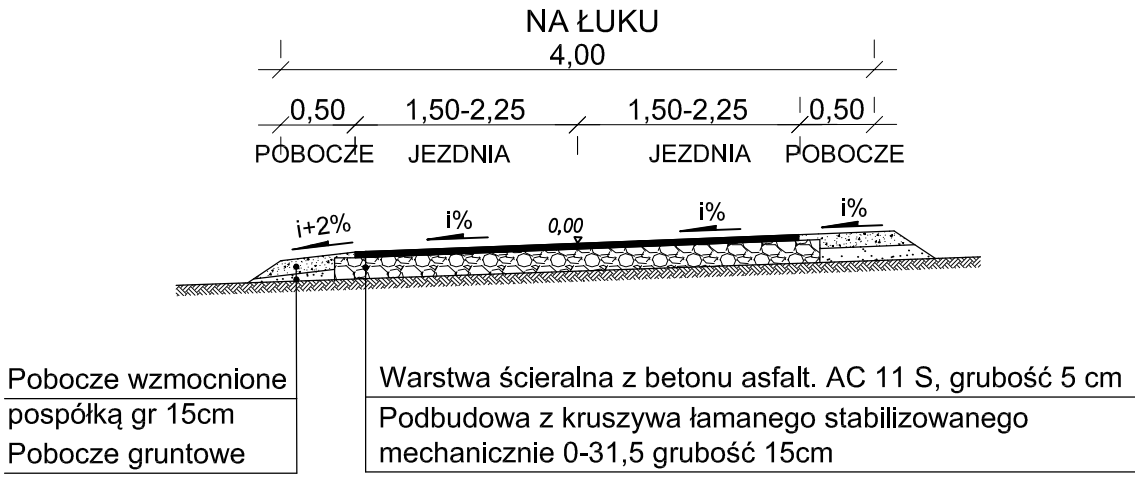 NA ŁUKU
4,00
0,50 1,50-2,25 1,50-2,25 0,50
POBOCZE JEZDNIA JEZDNIA POBOCZE
i+2% i% 0,00 i% i%
Pobocze wzmocnione
pospółką gr 15cm
Pobocze gruntowe
Warstwa ścieralna z betonu asfalt. AC 11 S, grubość 5 cm
Podbudowa z kruszywa łamanego stabilizowanego
mechanicznie 0-31,5 grubość 15cm